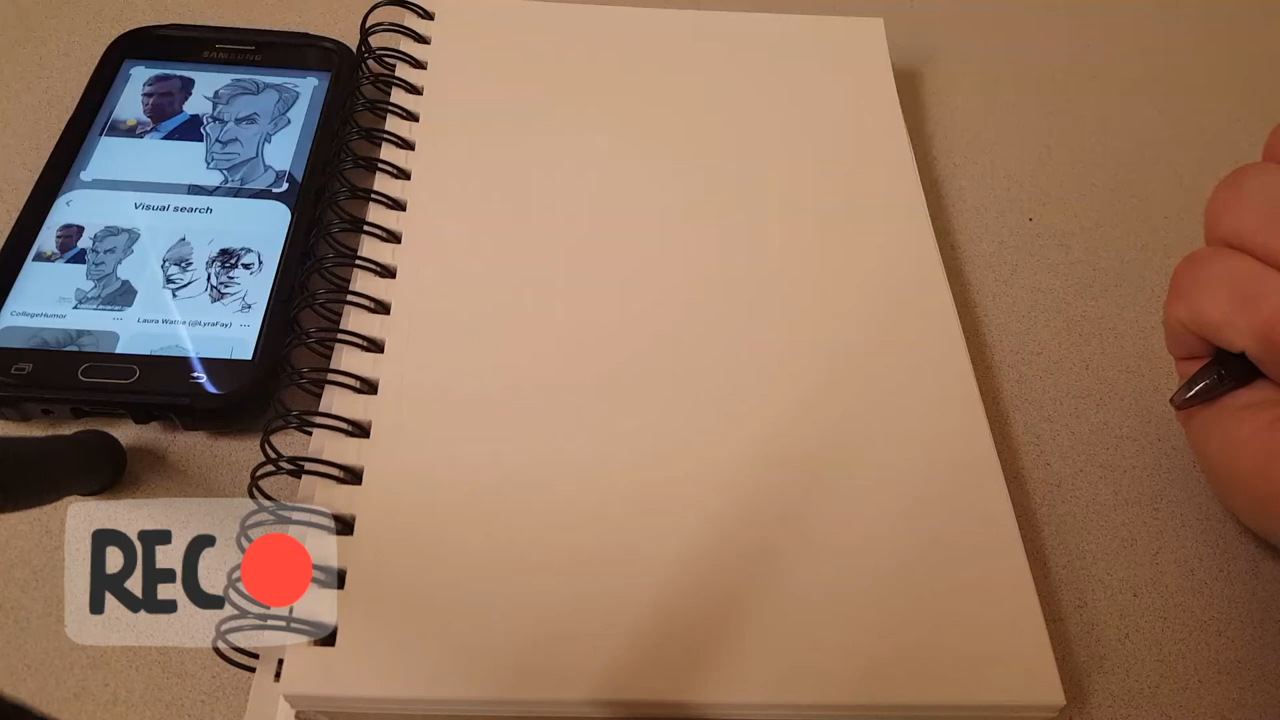 SAMSUNG
Visual search
CollegeHumor
Laura Wattie (@LyraFay)
REC